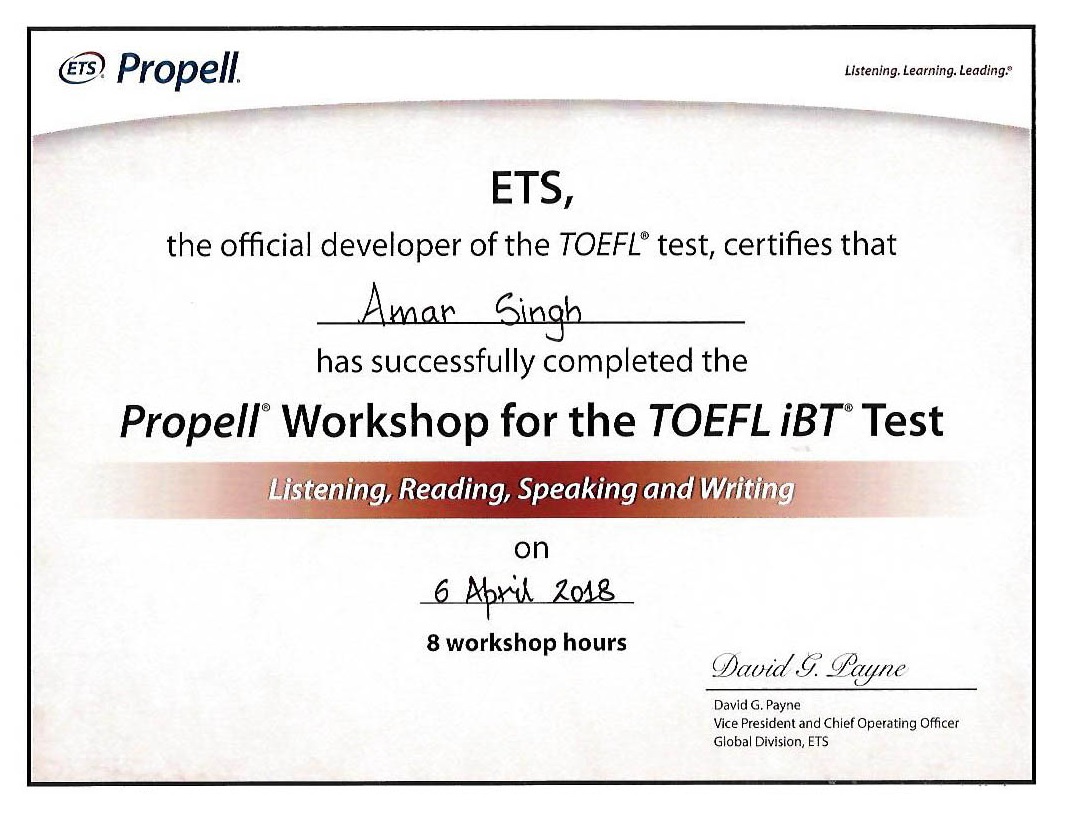 ETS® Propell®
Listening. Learning. Leading.®
ETS,
the official developer of the TOEFL® test, certifies that
Amar Singh
has successfully completed the
Propell® Workshop for the TOEFL iBT® Test
Listening, Reading, Speaking and Writing
on
6 April 2018
8 workshop hours
David G. Payne
David G. Payne
Vice President and Chief Operating Officer
Global Division, ETS